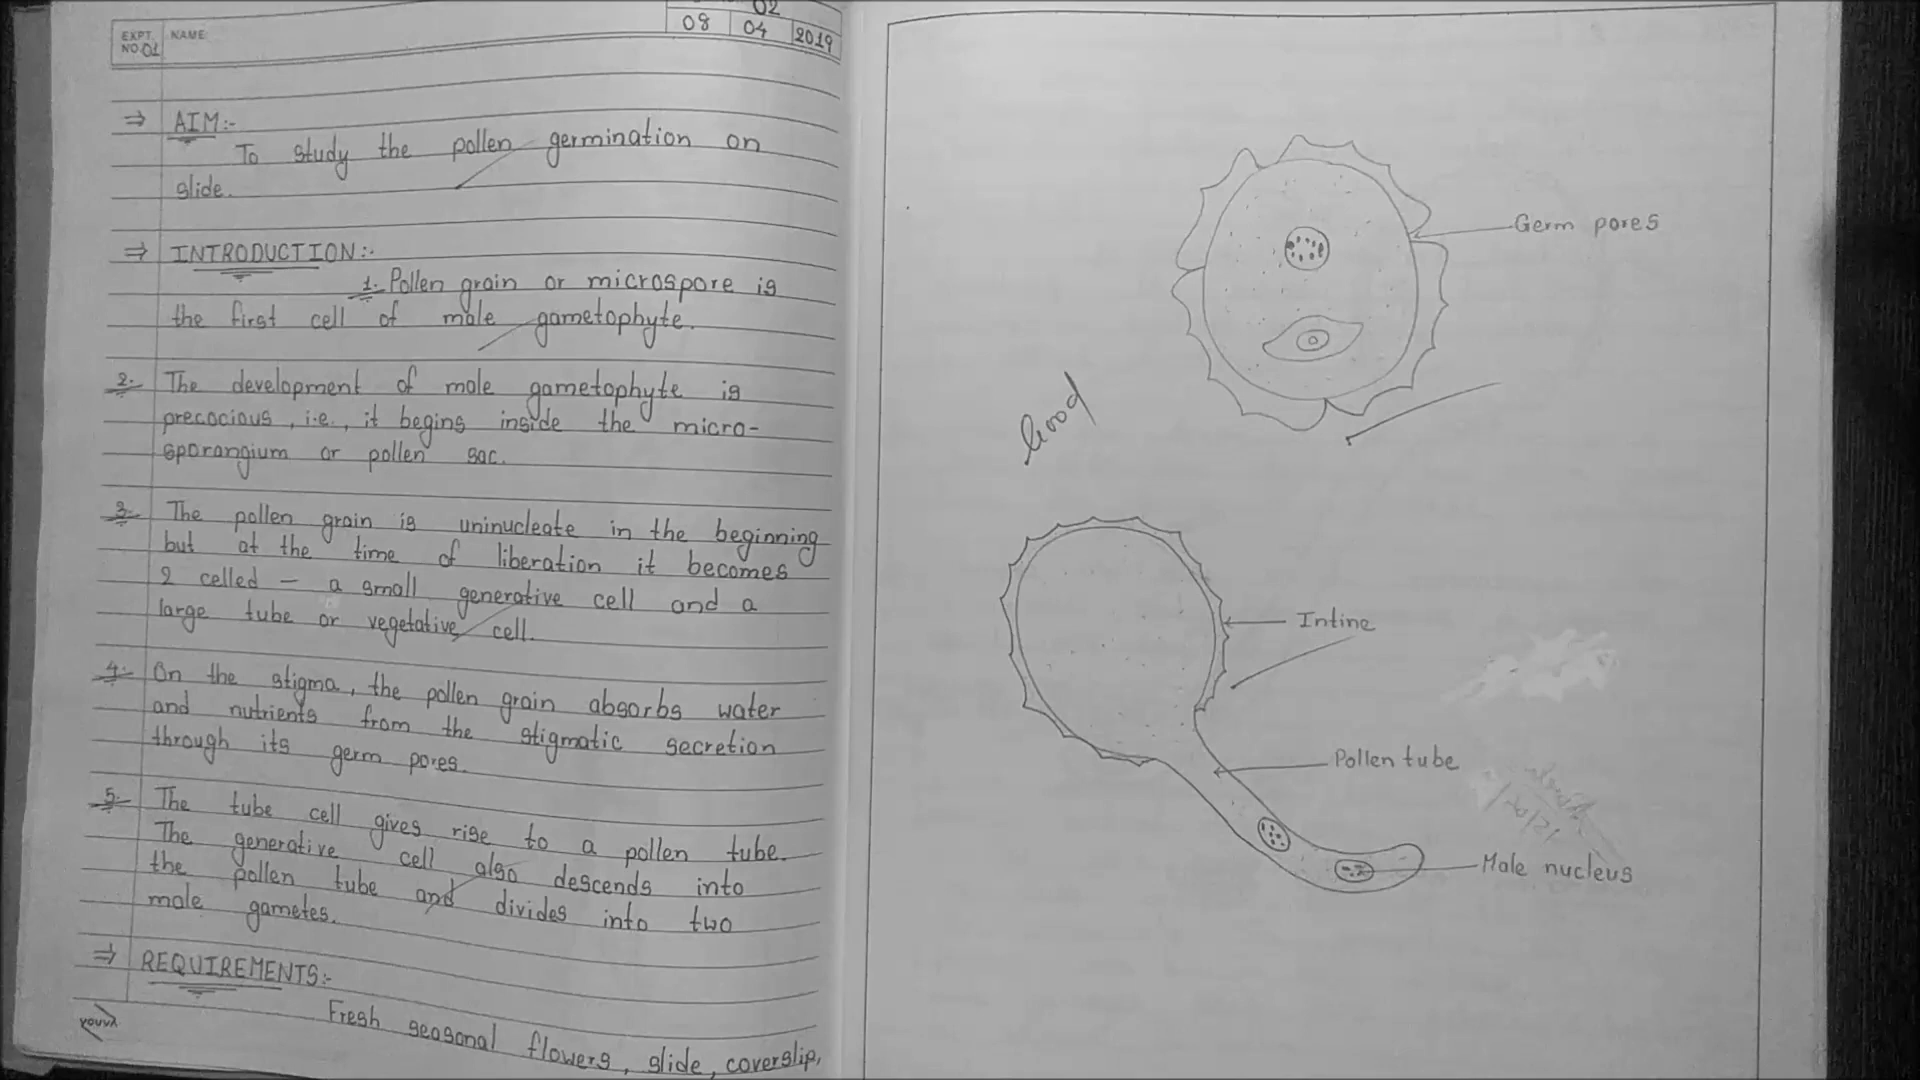 02
EXPT. NO. 01 NAME 08 04 2019
⇒ AIM:-
To study the pollen germination on
slide.
⇒ INTRODUCTION:-
1. Pollen grain or microspore is
the first cell of male gametophyte.
2. The development of male gametophyte is
precocious, i.e., it begins inside the micro-
sporangium or pollen sac.
3. The pollen grain is uninucleate in the beginning
but at the time of liberation it becomes
2 celled – a small generative cell and a
large tube or vegetative cell.
4. On the stigma, the pollen grain absorbs water
and nutrients from the stigmatic secretion
through its germ pores.
5. The tube cell gives rise to a pollen tube.
The generative cell also descends into
the pollen tube and divides into two
male gametes.
⇒ REQUIREMENTS:-
Fresh seasonal flowers, slide, coverslip,
Germ pores
Good
Intine
Pollen tube
Male nucleus